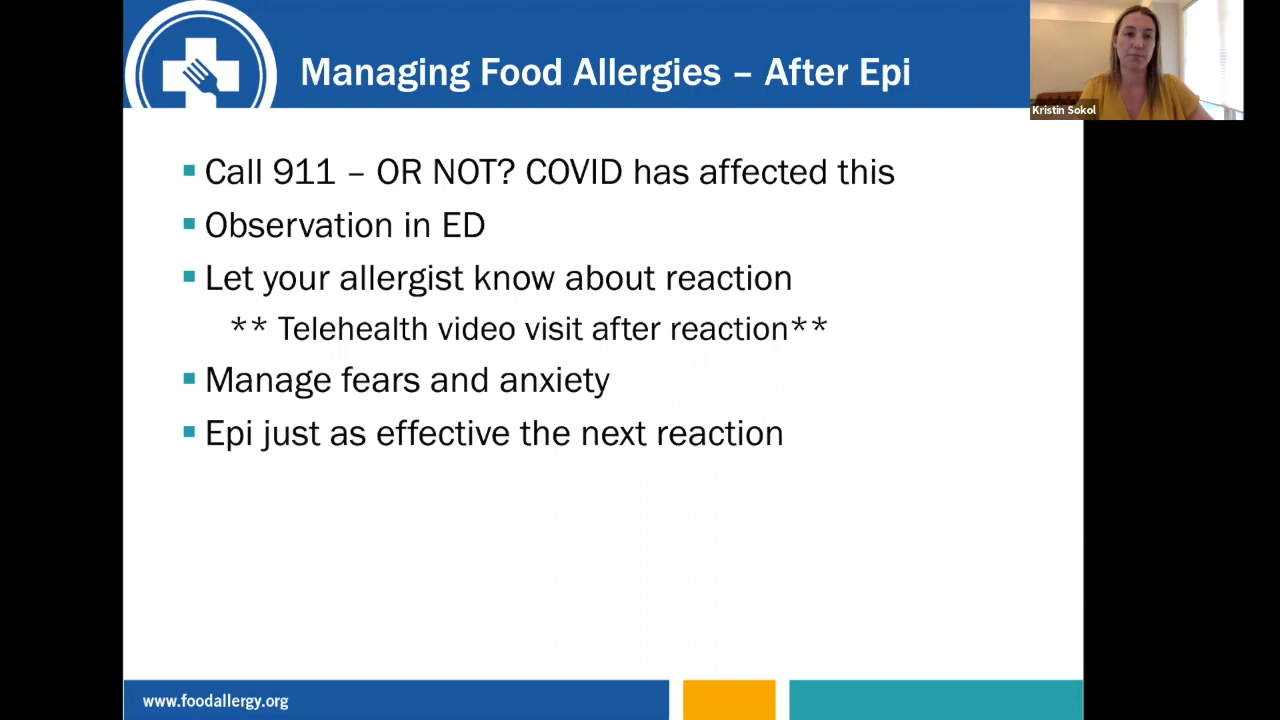 Managing Food Allergies – After Epi
Kristin Sokol
Call 911 – OR NOT? COVID has affected this
Observation in ED
Let your allergist know about reaction
** Telehealth video visit after reaction**
Manage fears and anxiety
Epi just as effective the next reaction
www.foodallergy.org